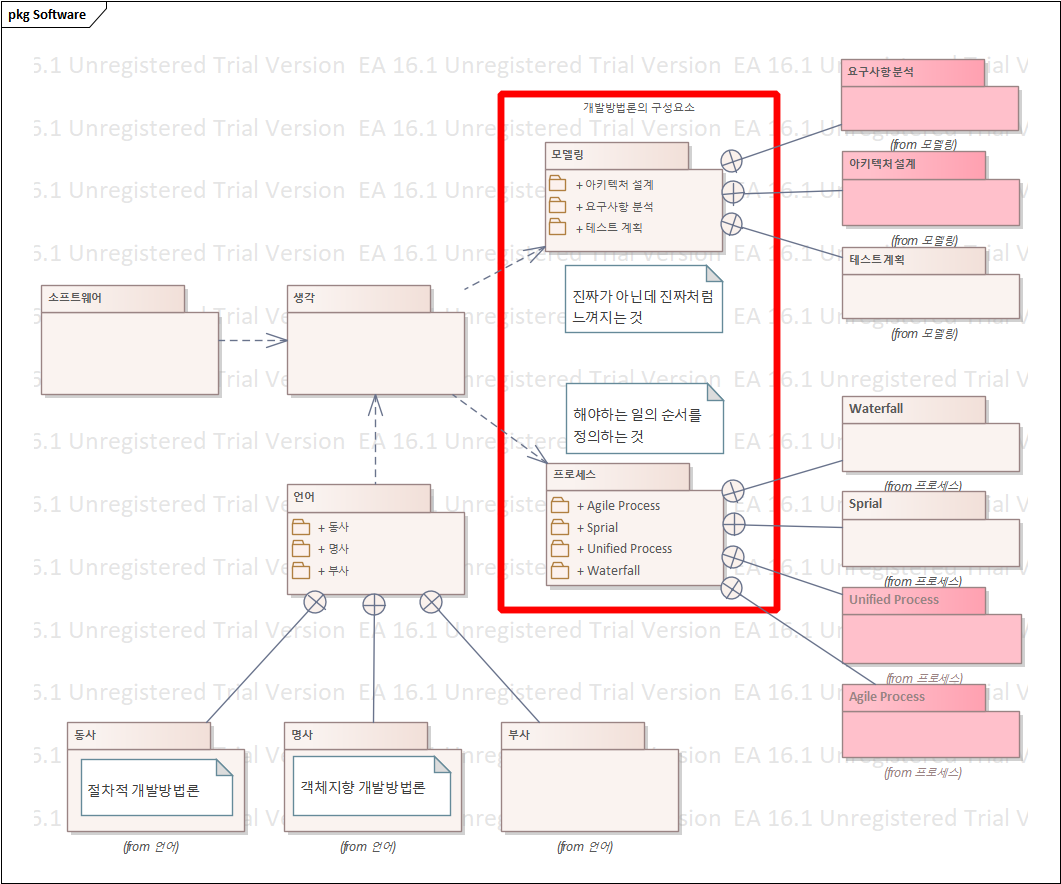 pkg Software
EA 16.1 Unregistered Trial Version
개발방법론의 구성요소
모델링
+ 아키텍처 설계
+ 요구사항 분석
+ 테스트 계획
진짜가 아닌데 진짜처럼
느껴지는 것
요구사항 분석
(from 모델링)
아키텍처 설계
(from 모델링)
테스트 계획
(from 모델링)
소프트웨어
생각
해야하는 일의 순서를
정의하는 것
프로세스
+ Agile Process
+ Sprial
+ Unified Process
+ Waterfall
Waterfall
(from 프로세스)
Sprial
(from 프로세스)
Unified Process
(from 프로세스)
Agile Process
(from 프로세스)
언어
+ 동사
+ 명사
+ 부사
동사
절차적 개발방법론
(from 언어)
명사
객체지향 개발방법론
(from 언어)
부사
(from 언어)